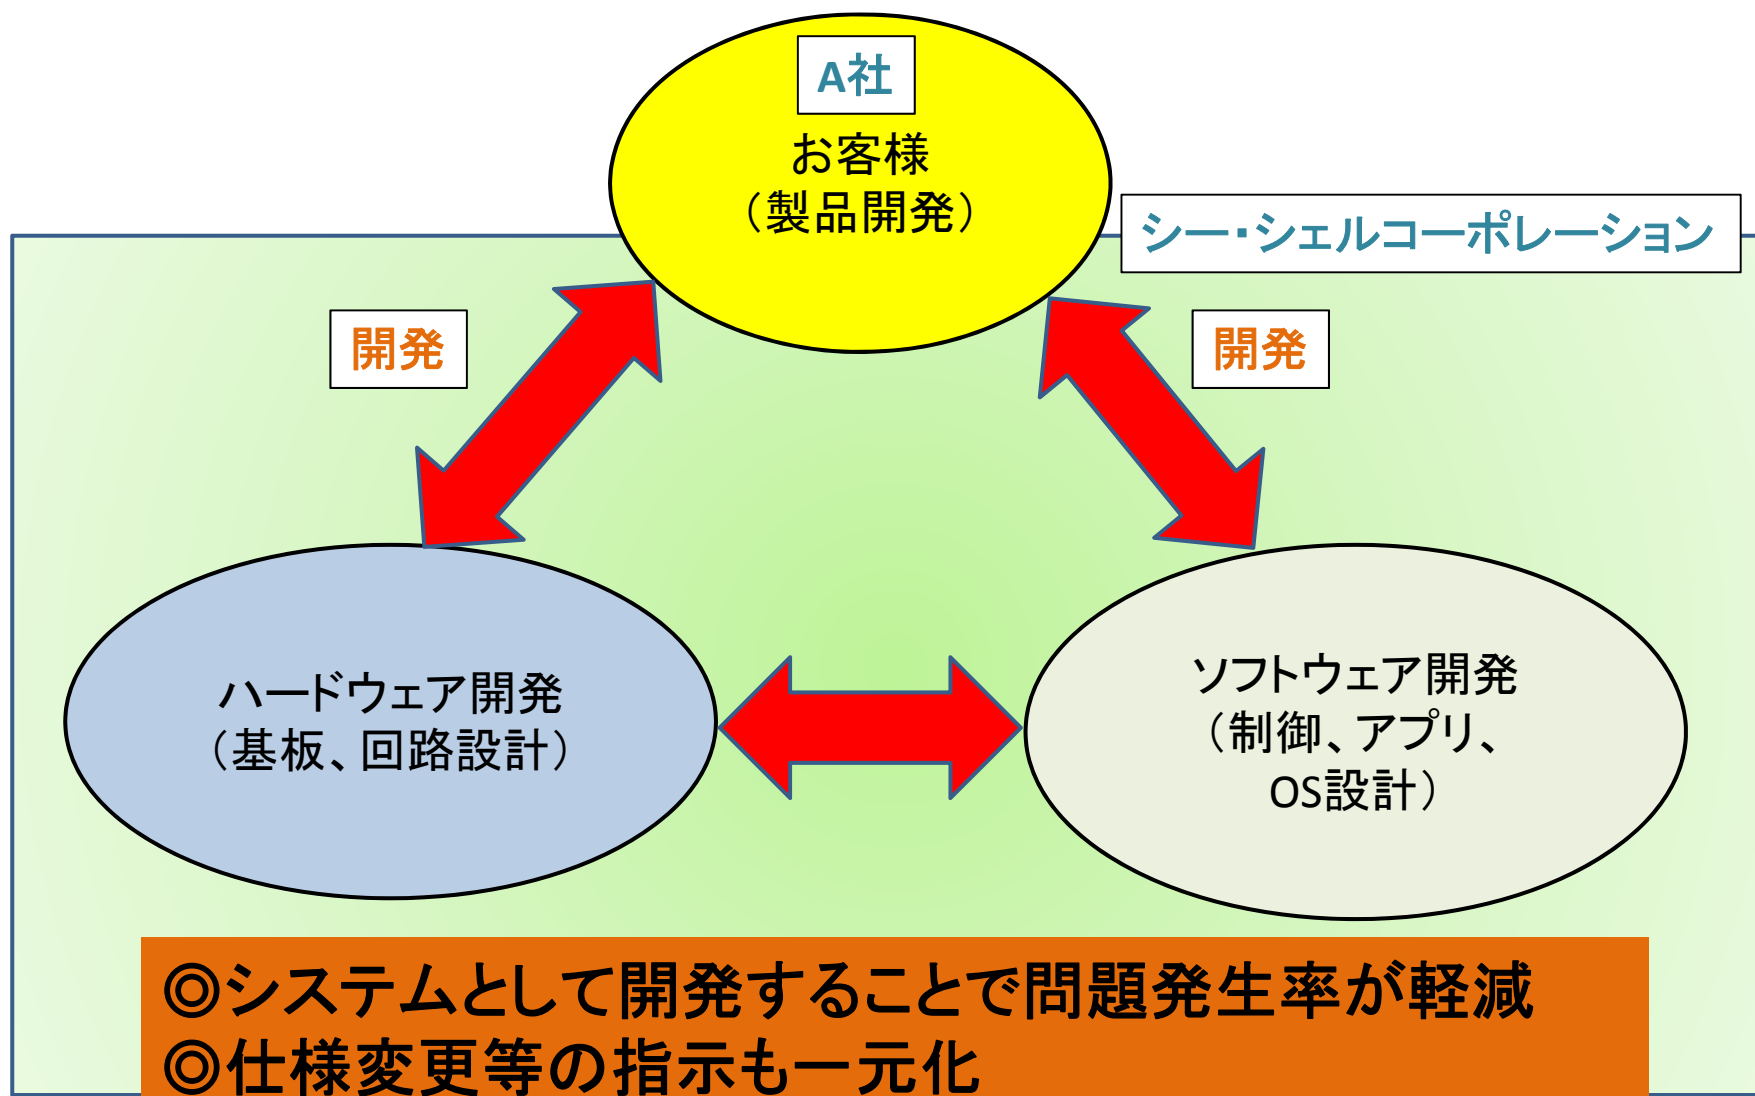 A社
お客様
（製品開発）
シー・シェルコーポレーション
開発
開発
ハードウェア開発
（基板、回路設計）
ソフトウェア開発
（制御、アプリ、
OS設計）
◎システムとして開発することで問題発生率が軽減
◎仕様変更等の指示も一元化